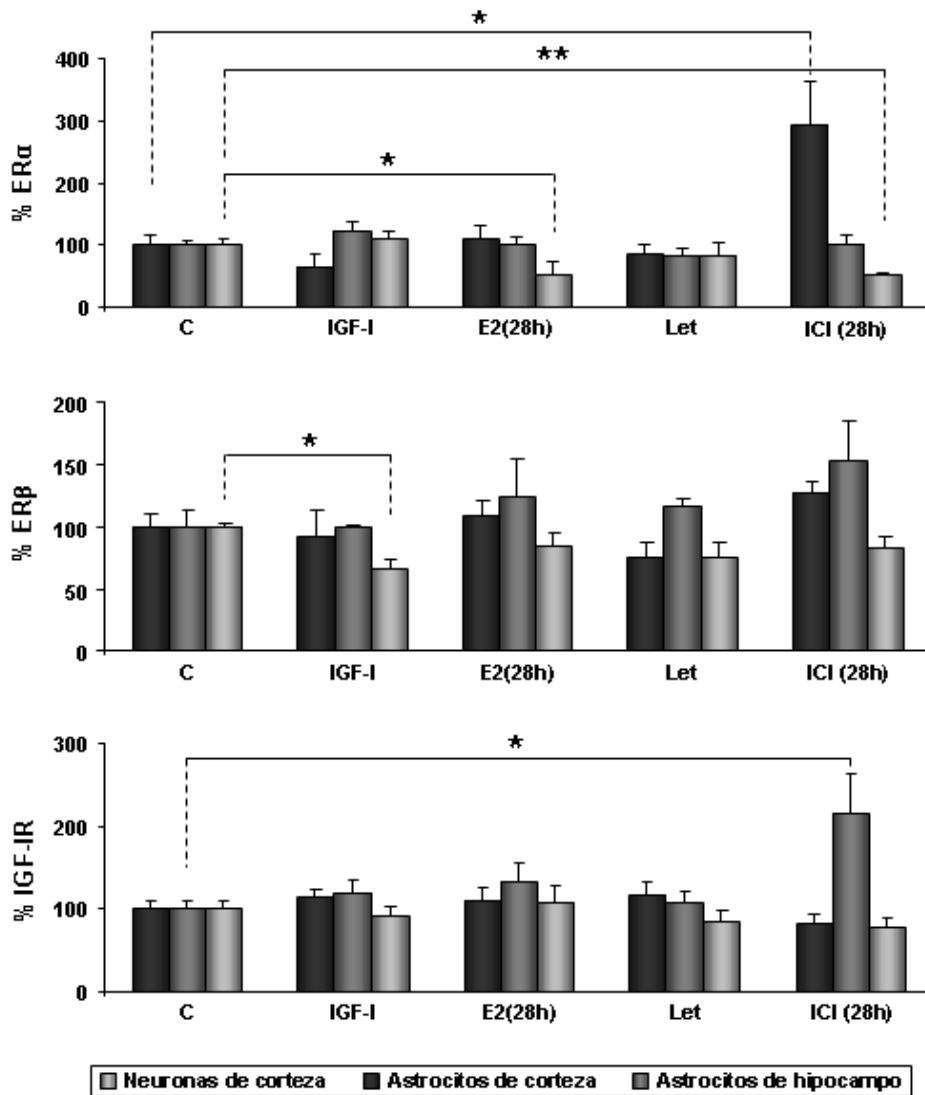 *
**
*
400
300
200
100
0
% ERα
C IGF-I E2(28h) Let ICI (28h)
*
200
150
100
50
0
% ERβ
C IGF-I E2(28h) Let ICI (28h)
*
300
200
100
0
% IGF-IR
C IGF-I E2(28h) Let ICI (28h)
Neuronas de corteza Astrocitos de corteza Astrocitos de hipocampo